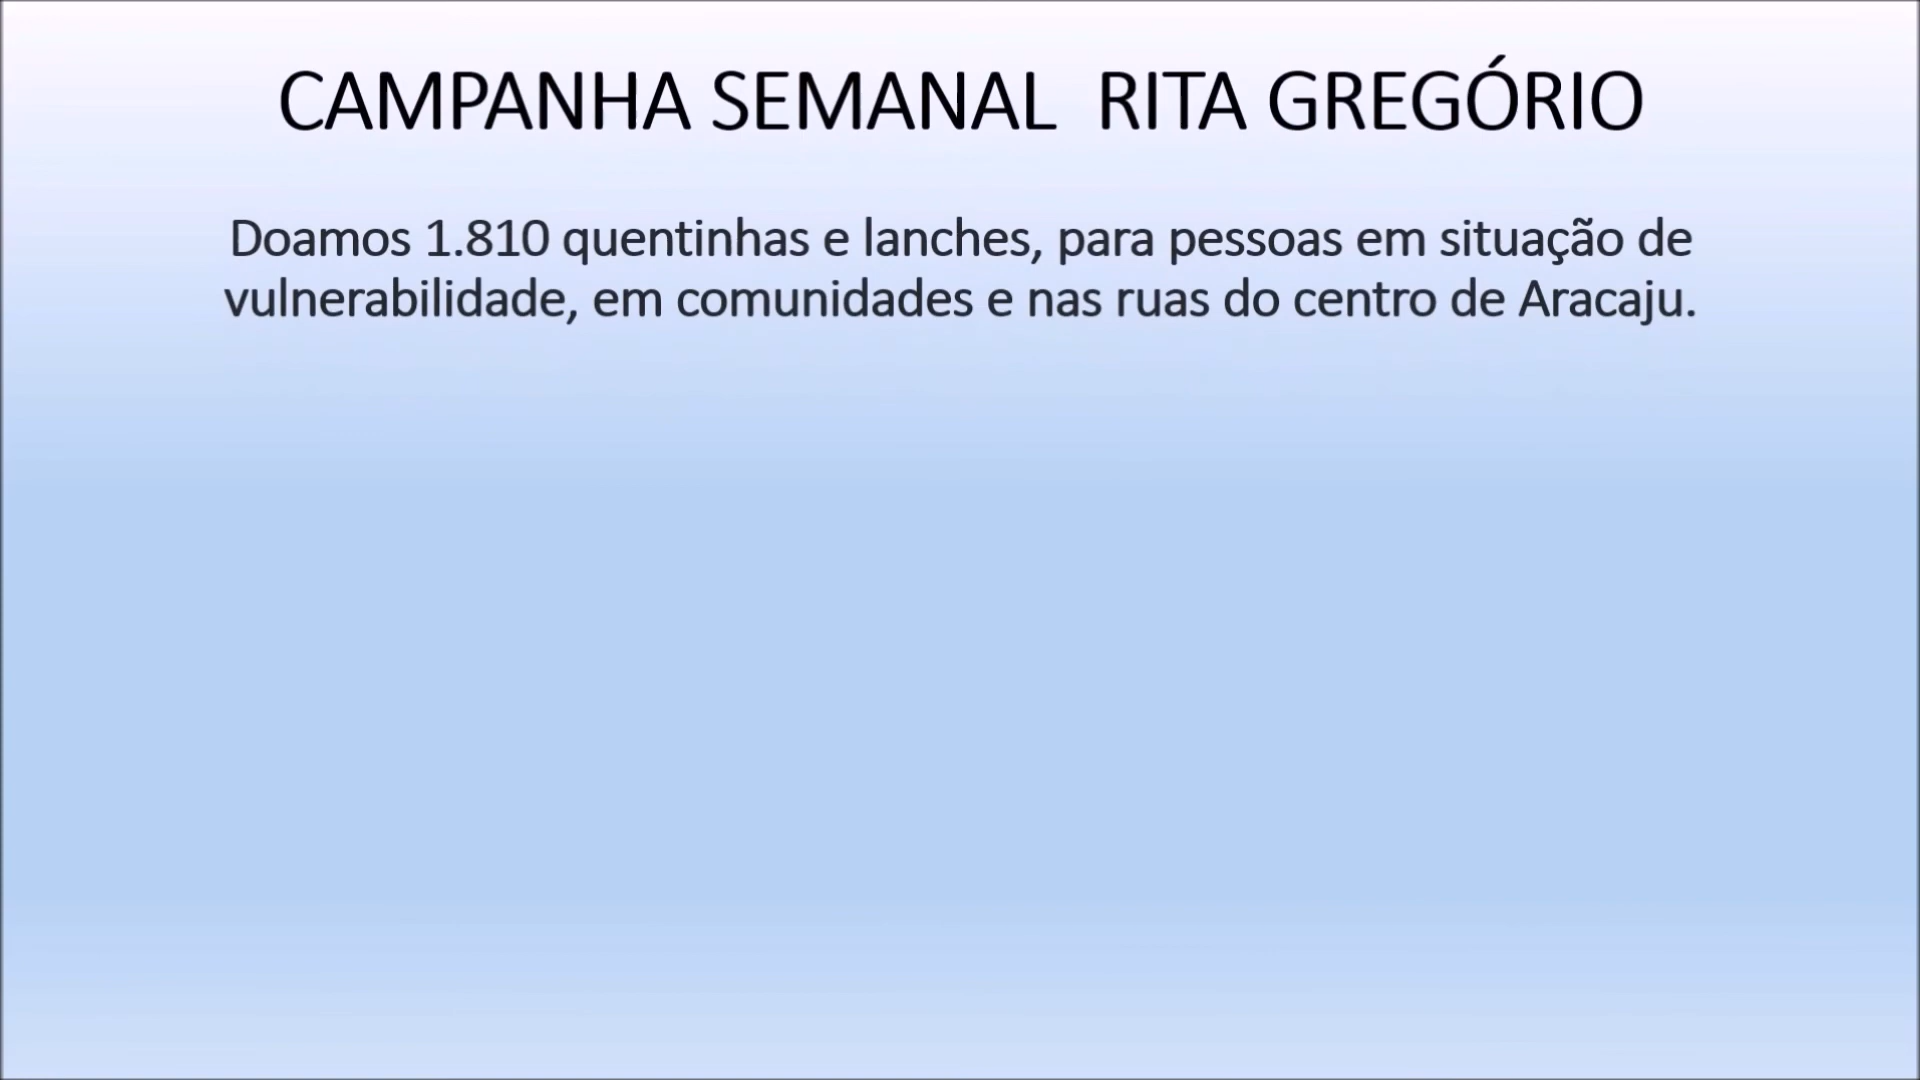 CAMPANHA SEMANAL  RITA GREGÓRIO
Doamos 1.810 quentinhas e lanches, para pessoas em situação de
vulnerabilidade, em comunidades e nas ruas do centro de Aracaju.